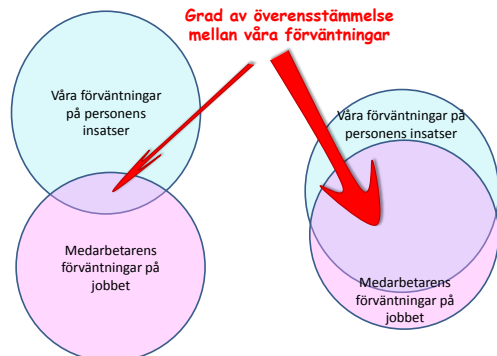 Grad av överensstämmelse
mellan våra förväntningar
Våra förväntningar
på personens
insatser
Medarbetarens
förväntningar på
jobbet
Våra förväntningar på
personens insatser
Medarbetarens
förväntningar på
jobbet